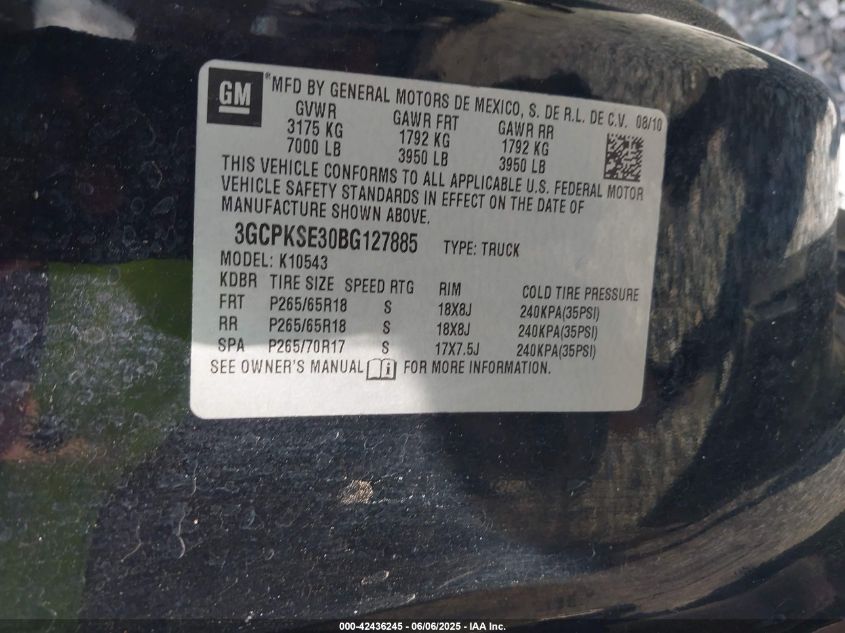 GM ® MFD BY GENERAL MOTORS DE MEXICO, S. DE R.L. DE C.V. 08/10
GVWR GAWR FRT GAWR RR
3175 KG 1792 KG 1792 KG
7000 LB 3950 LB 3950 LB
THIS VEHICLE CONFORMS TO ALL APPLICABLE U.S. FEDERAL MOTOR
VEHICLE SAFETY STANDARDS IN EFFECT ON THE DATE OF
MANUFACTURE SHOWN ABOVE.
3GCPKSE30BG127885 TYPE: TRUCK
MODEL: K10543
KDBR TIRE SIZE SPEED RTG RIM COLD TIRE PRESSURE
FRT P265/65R18 S 18X8J 240KPA(35PSI)
RR P265/65R18 S 18X8J 240KPA(35PSI)
SPA P265/70R17 S 17X7.5J 240KPA(35PSI)
SEE OWNER'S MANUAL FOR MORE INFORMATION.
000-42436245 - 06/06/2025 - IAA Inc.